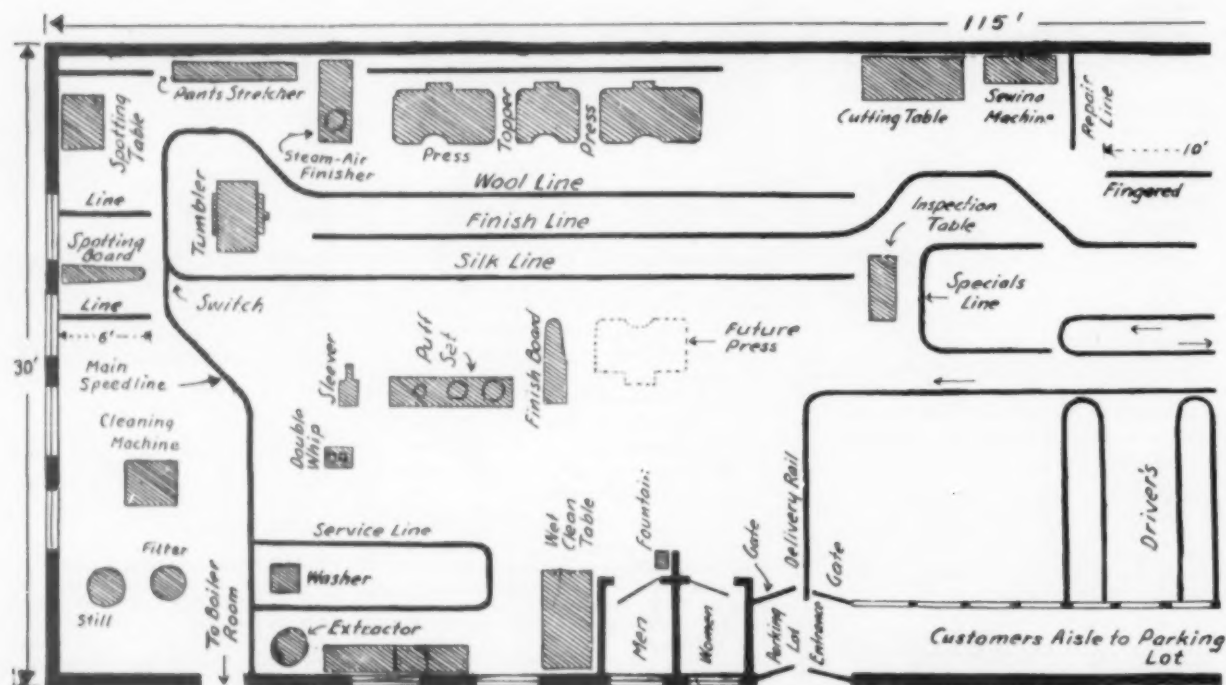 115'
Pants Stretcher
Spotting
Table
Steam-Air
Finisher
Press
Topper
Press
Cutting Table
Sewing
Machine
Repair
Line
10'
Fingered
Wool Line
Line
Tumbler
Finish Line
Inspection
Table
Spotting
Board
Silk Line
Specials
Line
Switch
Line
6'
30'
Main
Speedline
Sleever
Puff
Set
Finish Board
Future
Press
Cleaning
Machine
Double
Whip
Service Line
Wet
Clean
Table
Fountain
Gate
Delivery Rail
Gate
Driver's
Filter
Washer
Still
To Boiler
Room
Extractor
Men
Women
Parking
Lot
Entrance
Customers Aisle to Parking
Lot